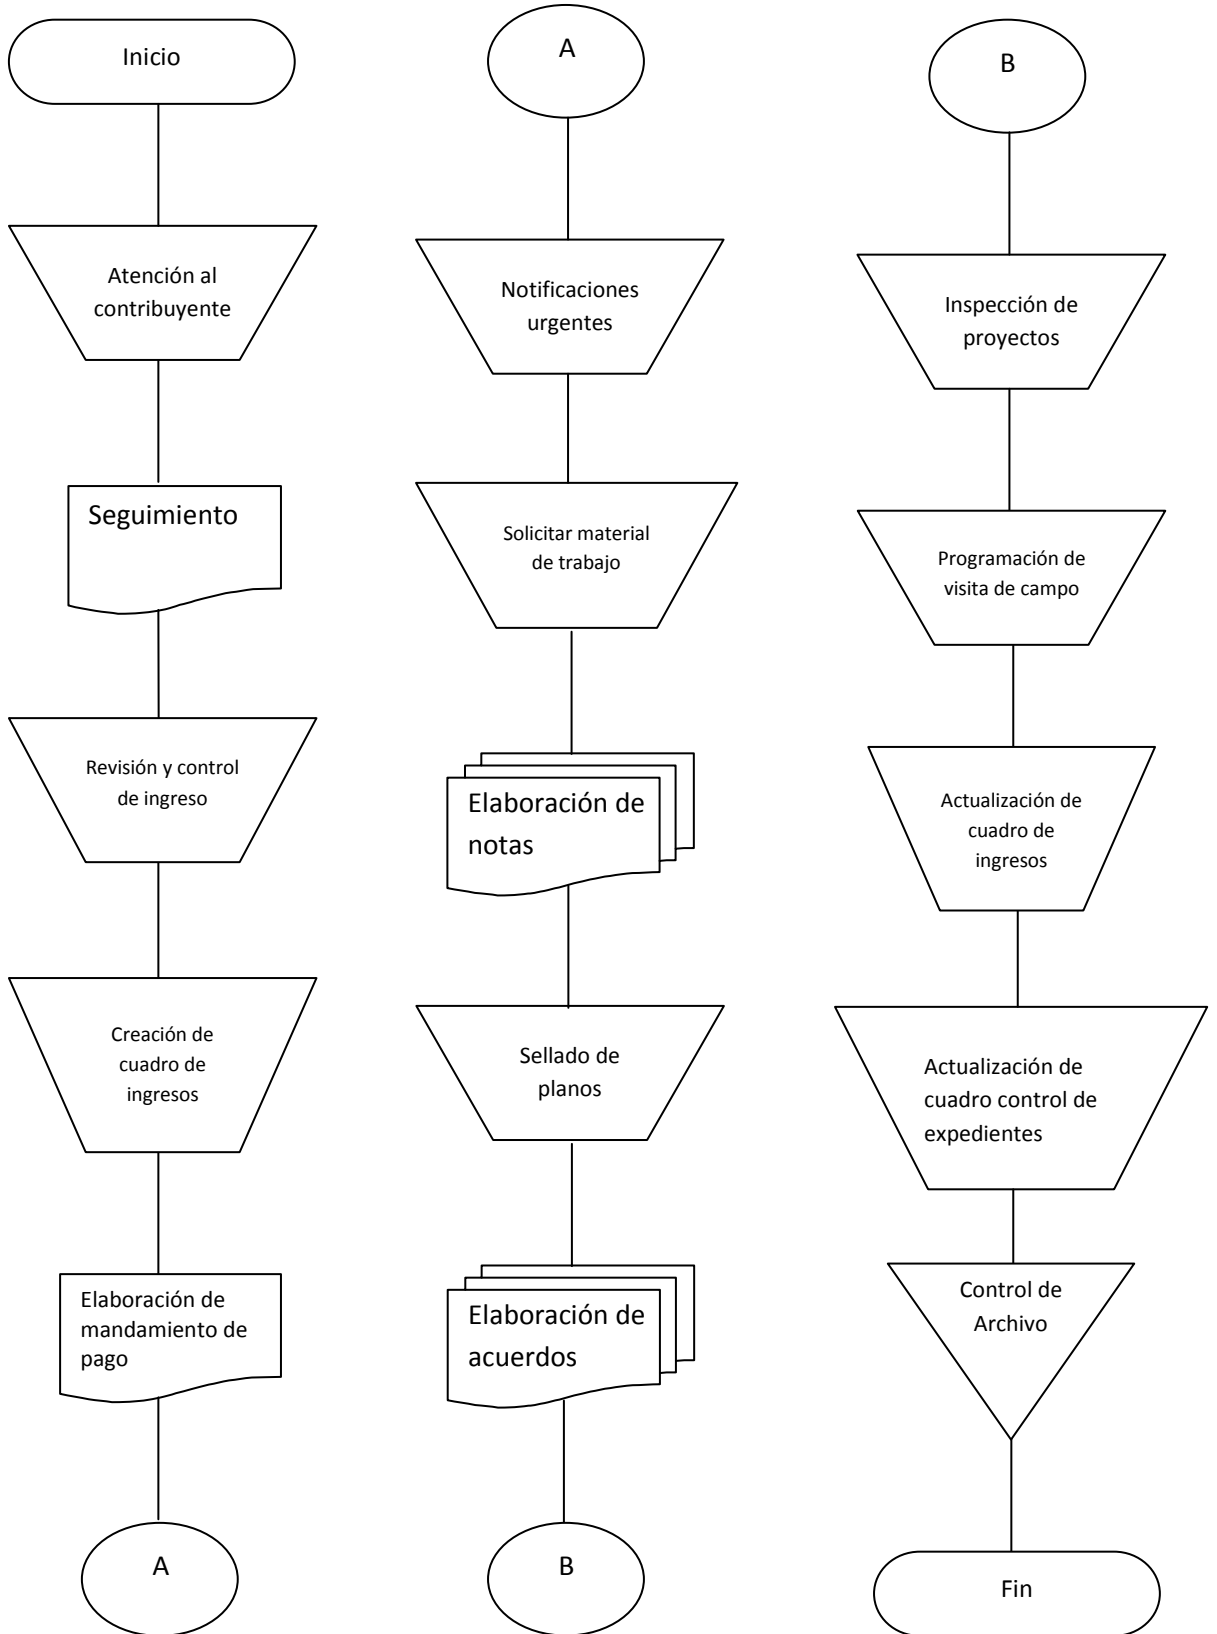 Inicio
Atención al
contribuyente
Seguimiento
Revisión y control
de ingreso
Creación de
cuadro de
ingresos
Elaboración de
mandamiento de
pago
A
A
Notificaciones
urgentes
Solicitar material
de trabajo
Elaboración de
notas
Sellado de
planos
Elaboración de
acuerdos
B
B
Inspección de
proyectos
Programación de
visita de campo
Actualización de
cuadro de
ingresos
Actualización de
cuadro control de
expedientes
Control de
Archivo
Fin